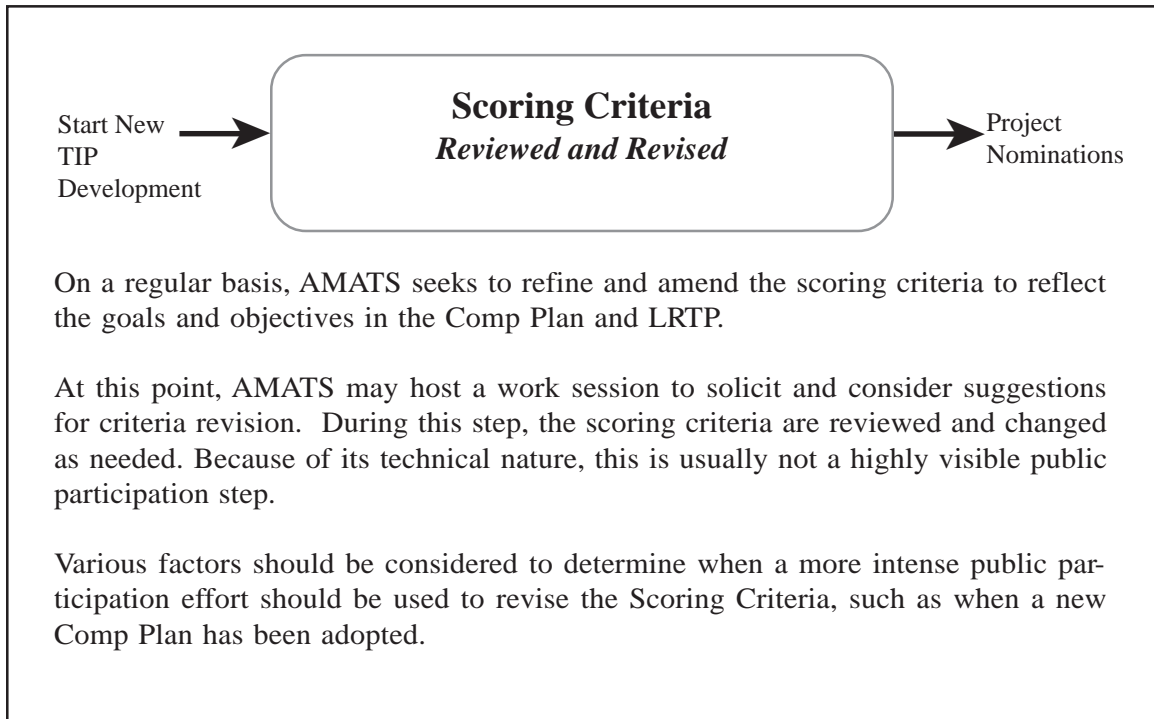 Start New
TIP
Development
Scoring Criteria
Reviewed and Revised
Project
Nominations
On a regular basis, AMATS seeks to refine and amend the scoring criteria to reflect
the goals and objectives in the Comp Plan and LRTP.
At this point, AMATS may host a work session to solicit and consider suggestions
for criteria revision.  During this step, the scoring criteria are reviewed and changed
as needed. Because of its technical nature, this is usually not a highly visible public
participation step.
Various factors should be considered to determine when a more intense public par-
ticipation effort should be used to revise the Scoring Criteria, such as when a new
Comp Plan has been adopted.